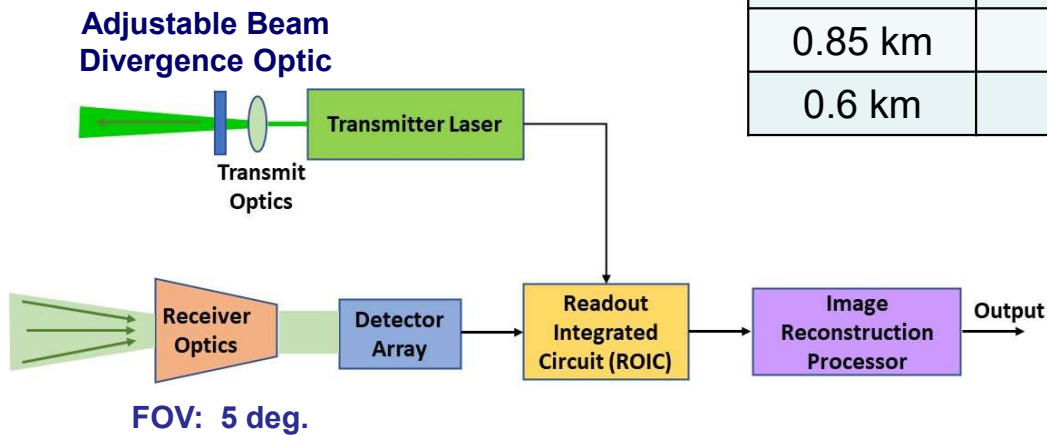 Adjustable Beam
Divergence Optic
0.85 km
0.6 km
Transmitter Laser
Transmit
Optics
Receiver
Optics
Detector
Array
Readout
Integrated
Circuit (ROIC)
Image
Reconstruction
Processor
Output
FOV: 5 deg.